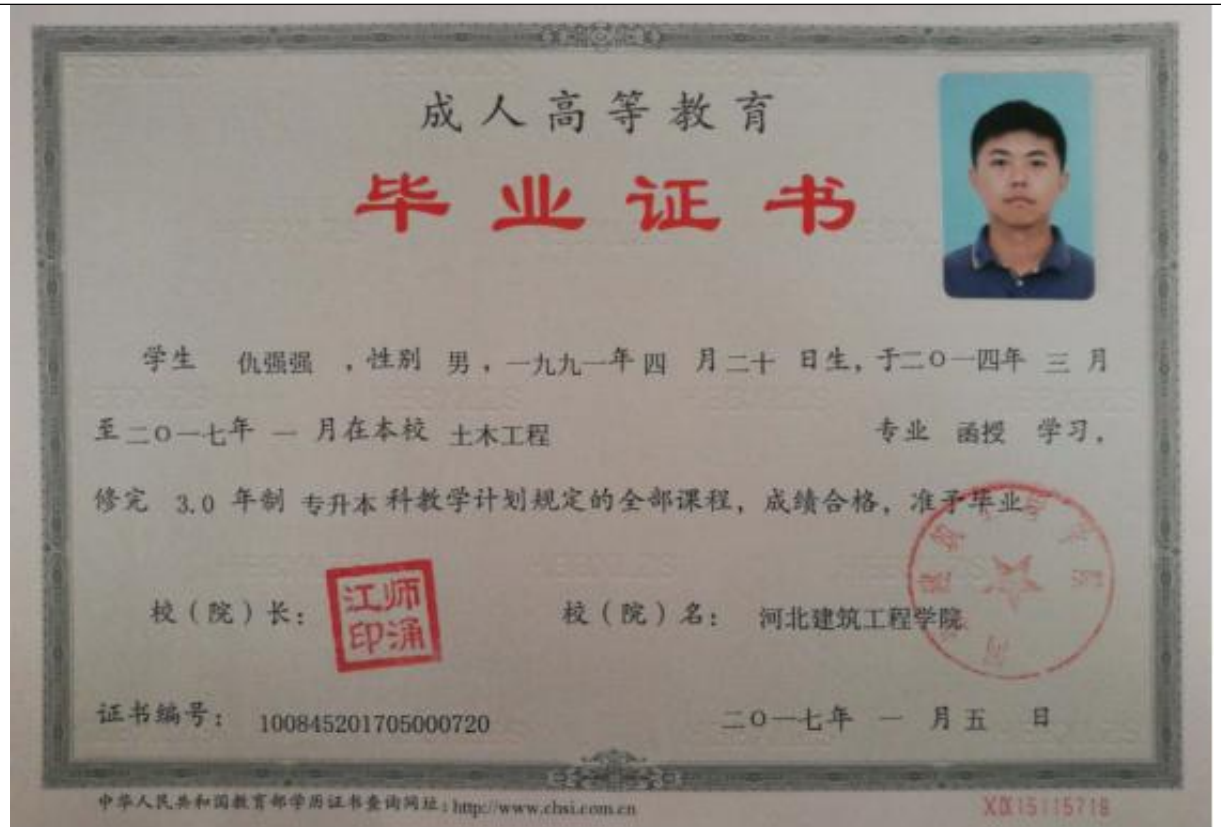 成人高等教育
毕业证书
学生 仇强强 ，性别 男 ，一九九一年 四 月二十 日生，于二〇一四年 三 月
至二〇一七年 一 月在本校 土木工程 专业 函授 学习，
修完 3.0 年制 专升本 科教学计划规定的全部课程，成绩合格，准予毕业
校（院）长： 师涌江印 校（院）名： 河北建筑工程学院
证书编号： 100845201705000720 二〇一七年 一 月 五 日
中华人民共和国教育部学历证书查询网址：http://www.chsi.com.cn
15115718